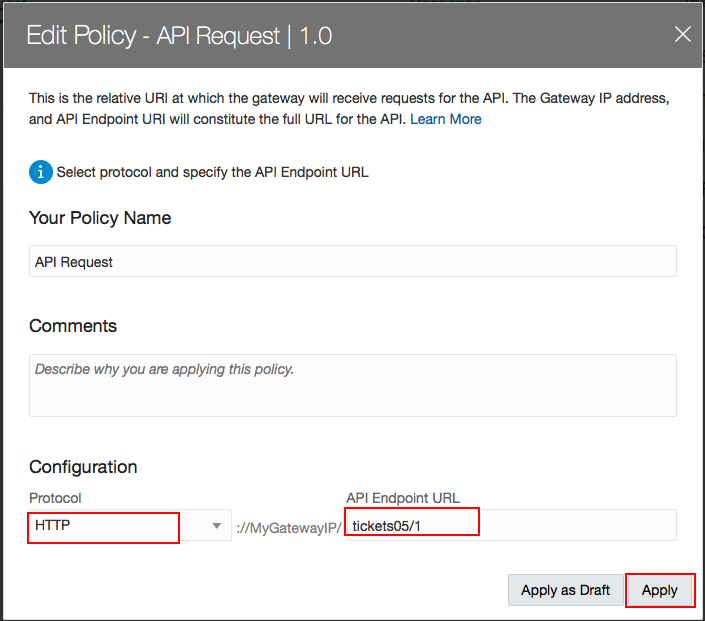 Edit Policy - API Request | 1.0
This is the relative URI at which the gateway will receive requests for the API. The Gateway IP address,
and API Endpoint URI will constitute the full URL for the API. Learn More
Select protocol and specify the API Endpoint URL
Your Policy Name
API Request
Comments
Describe why you are applying this policy.
Configuration
Protocol
API Endpoint URL
HTTP
://MyGatewayIP/
tickets05/1
Apply as Draft
Apply